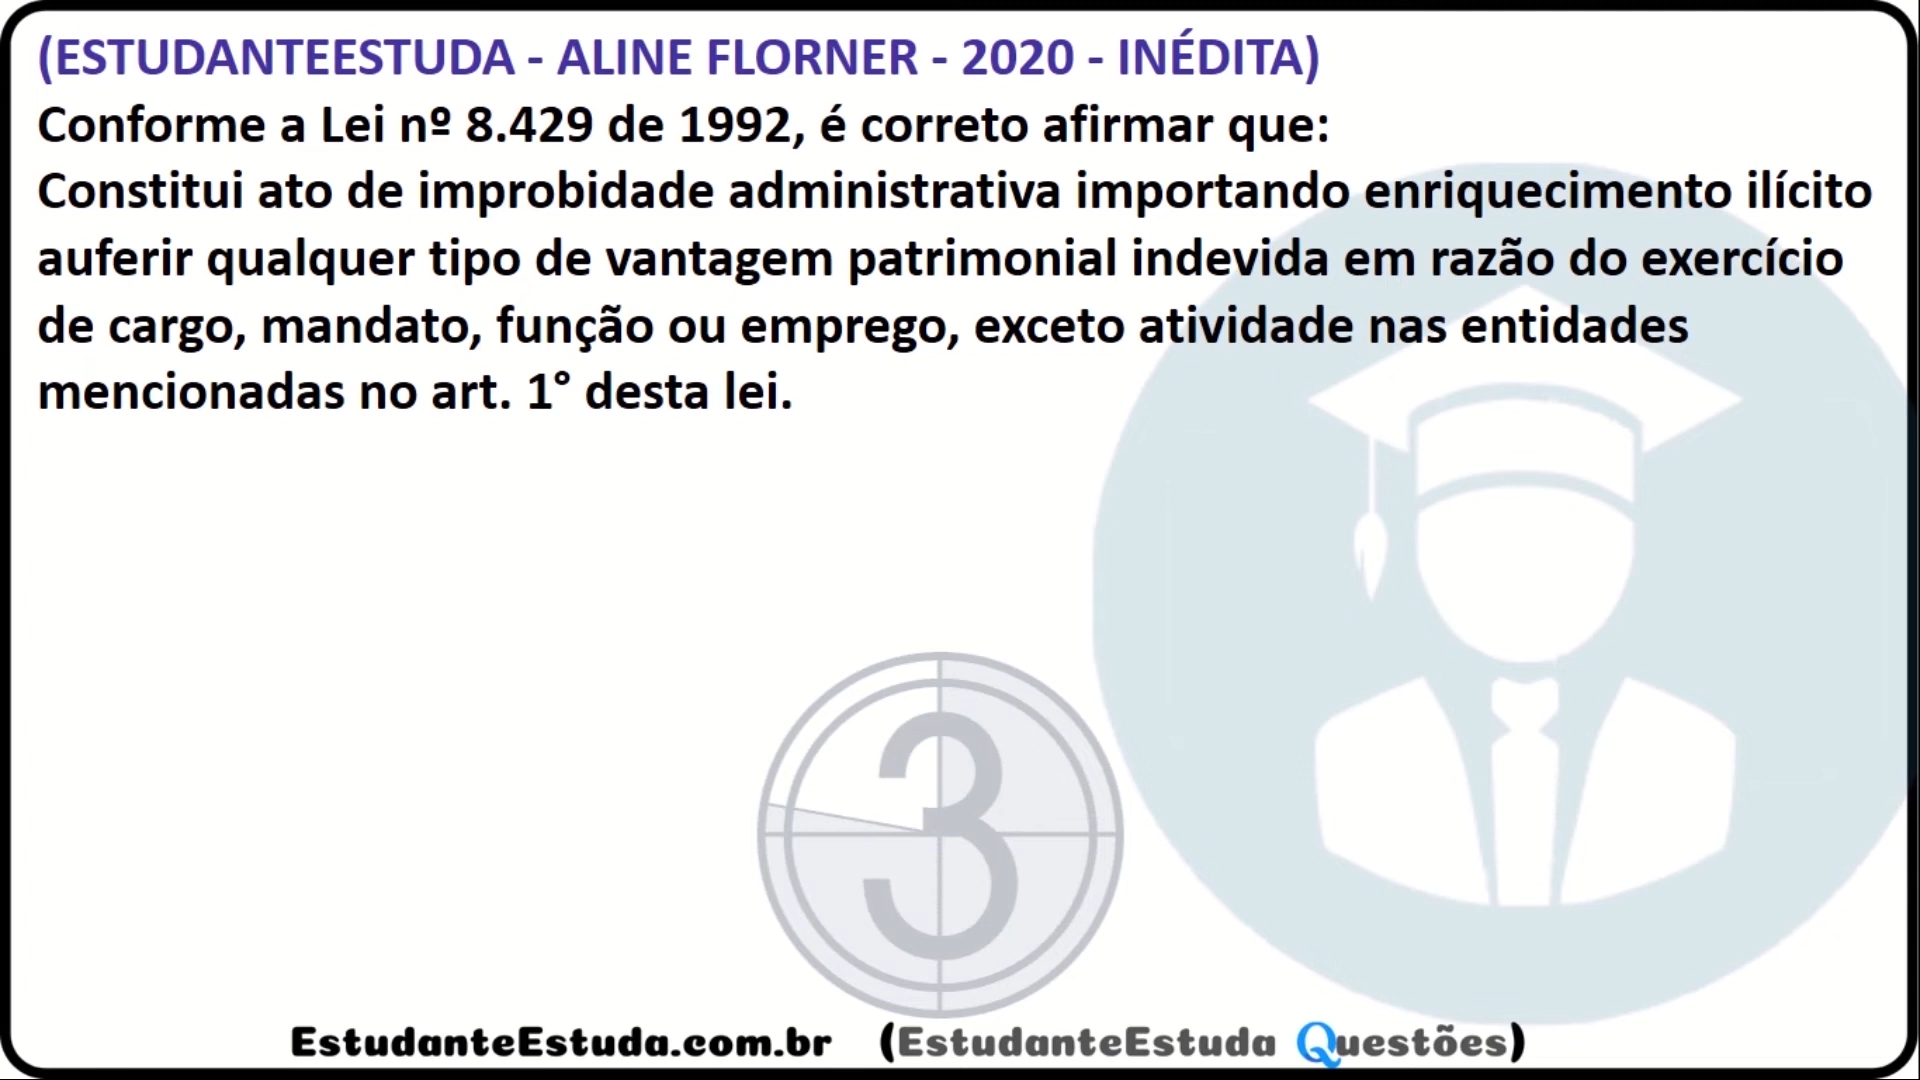 (ESTUDANTEESTUDA - ALINE FLORNER - 2020 - INÉDITA)
Conforme a Lei nº 8.429 de 1992, é correto afirmar que:
Constitui ato de improbidade administrativa importando enriquecimento ilícito
auferir qualquer tipo de vantagem patrimonial indevida em razão do exercício
de cargo, mandato, função ou emprego, exceto atividade nas entidades
mencionadas no art. 1° desta lei.
3
EstudanteEstuda.com.br (EstudanteEstuda Questões)